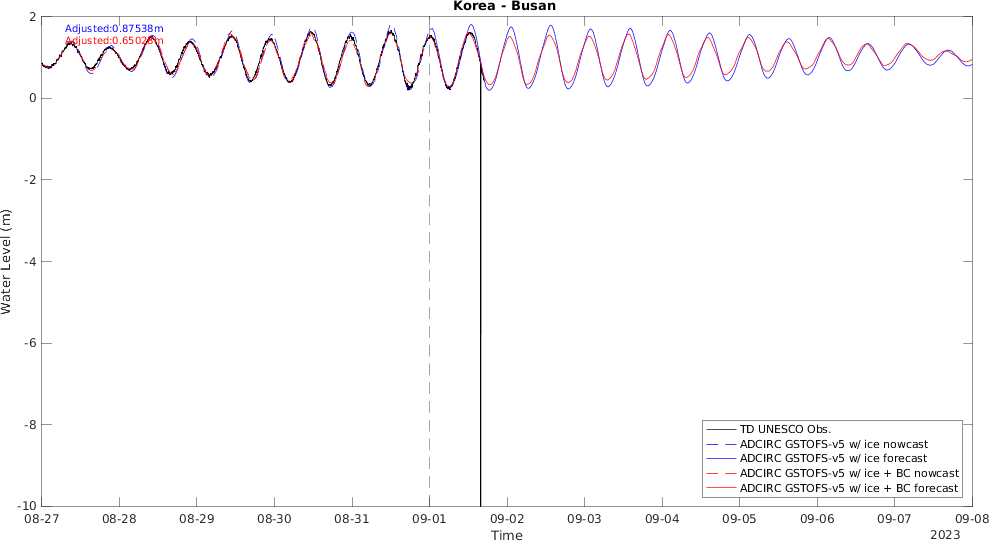 Korea - Busan
Adjusted:0.87538m
Adjusted:0.65028m
2
0
-2
-4
-6
-8
-10
Water Level (m)
TD UNESCO Obs.
ADCIRC GSTOFS-v5 w/ ice nowcast
ADCIRC GSTOFS-v5 w/ ice forecast
ADCIRC GSTOFS-v5 w/ ice + BC nowcast
ADCIRC GSTOFS-v5 w/ ice + BC forecast
08-27 08-28 08-29 08-30 08-31 09-01 09-02 09-03 09-04 09-05 09-06 09-07 09-08
Time
2023